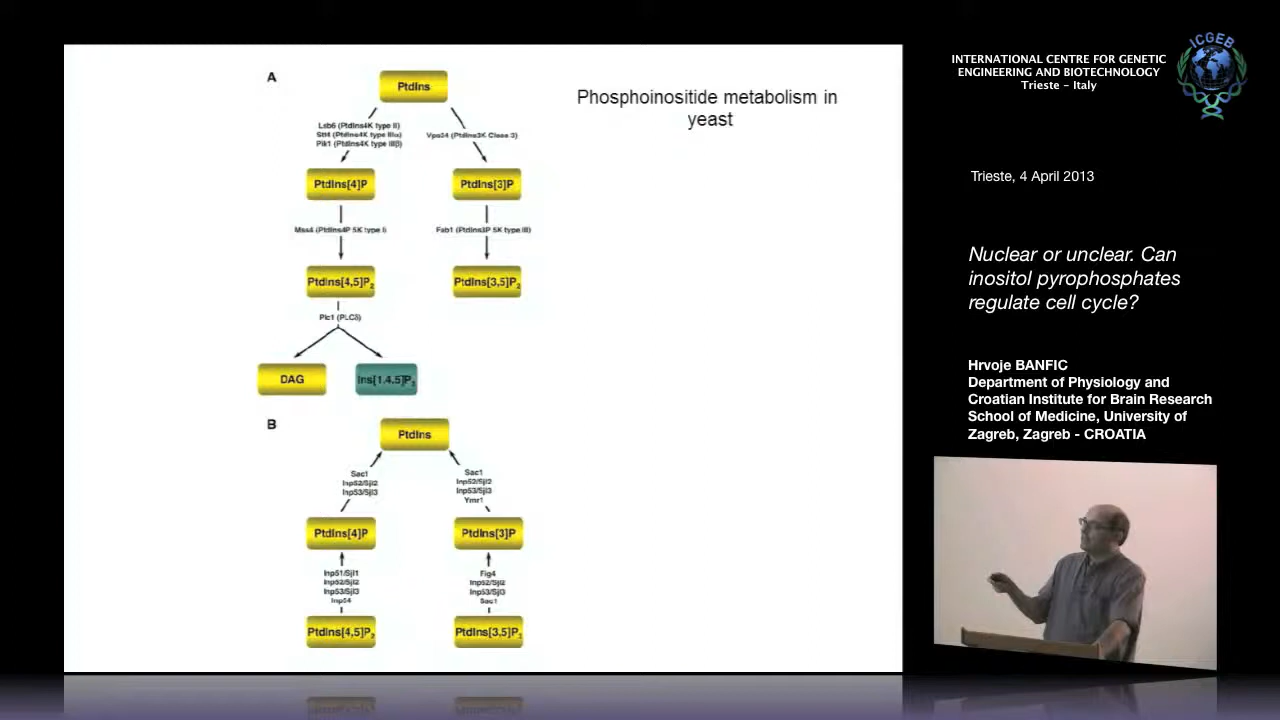 A
PtdIns
Phosphoinositide metabolism in
yeast
Lsb6 (PtdIns4K type II)
Stt4 (PtdIns4K type IIIα)
Pik1 (PtdIns4K type IIIβ)
Vps34 (PtdIns3K Class 3)
PtdIns[4]P
PtdIns[3]P
Mss4 (PtdIns4P 5K type I)
Fab1 (PtdIns3P 5K type III)
PtdIns[4,5]P2
PtdIns[3,5]P2
Plc1 (PLCδ)
DAG
Ins[1,4,5]P3
B
PtdIns
Sac1
Inp52/Sjl2
Inp53/Sjl3
Sac1
Inp52/Sjl2
Inp53/Sjl3
Ymr1
PtdIns[4]P
PtdIns[3]P
Inp51/Sjl1
Inp52/Sjl2
Inp53/Sjl3
Inp54
Fig4
Inp52/Sjl2
Inp53/Sjl3
Sac1
PtdIns[4,5]P2
PtdIns[3,5]P2
INTERNATIONAL CENTRE FOR GENETIC
ENGINEERING AND BIOTECHNOLOGY
Trieste - Italy
ICGEB
Trieste, 4 April 2013
Nuclear or unclear. Can
inositol pyrophosphates
regulate cell cycle?
Hrvoje BANFIC
Department of Physiology and
Croatian Institute for Brain Research
School of Medicine, University of
Zagreb, Zagreb - CROATIA